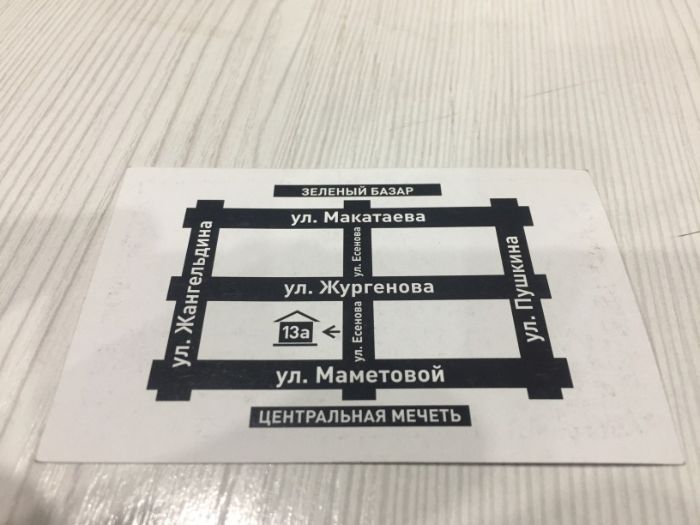 ЗЕЛЕНЫЙ БАЗАР
ул. Макатаева
ул. Жангельдина
ул. Есенова
ул. Пушкина
ул. Жургенова
13а
ул. Есенова
ул. Маметовой
ЦЕНТРАЛЬНАЯ МЕЧЕТЬ